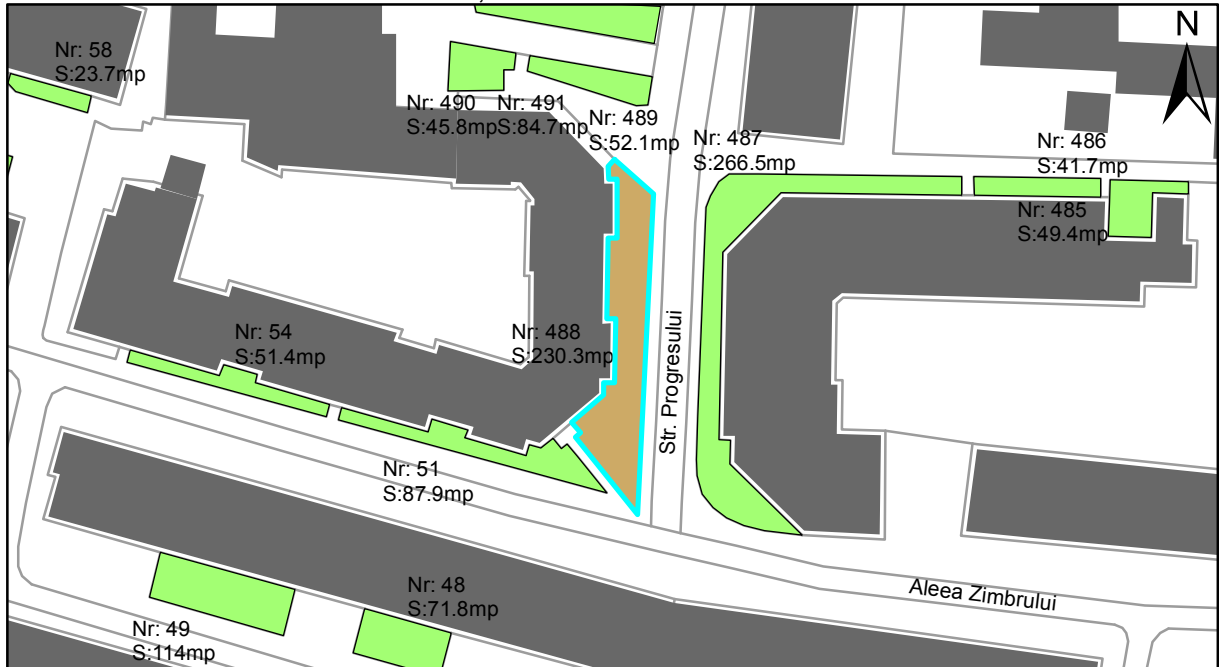 N
Nr: 58
S:23.7mp
Nr: 490
S:45.8mp
Nr: 491
S:84.7mp
Nr: 489
S:52.1mp
Nr: 487
S:266.5mp
Nr: 486
S:41.7mp
Nr: 485
S:49.4mp
Nr: 54
S:51.4mp
Nr: 488
S:230.3mp
Str. Progresului
Nr: 51
S:87.9mp
Nr: 48
S:71.8mp
Aleea Zimbrului
Nr: 49
S:114mp